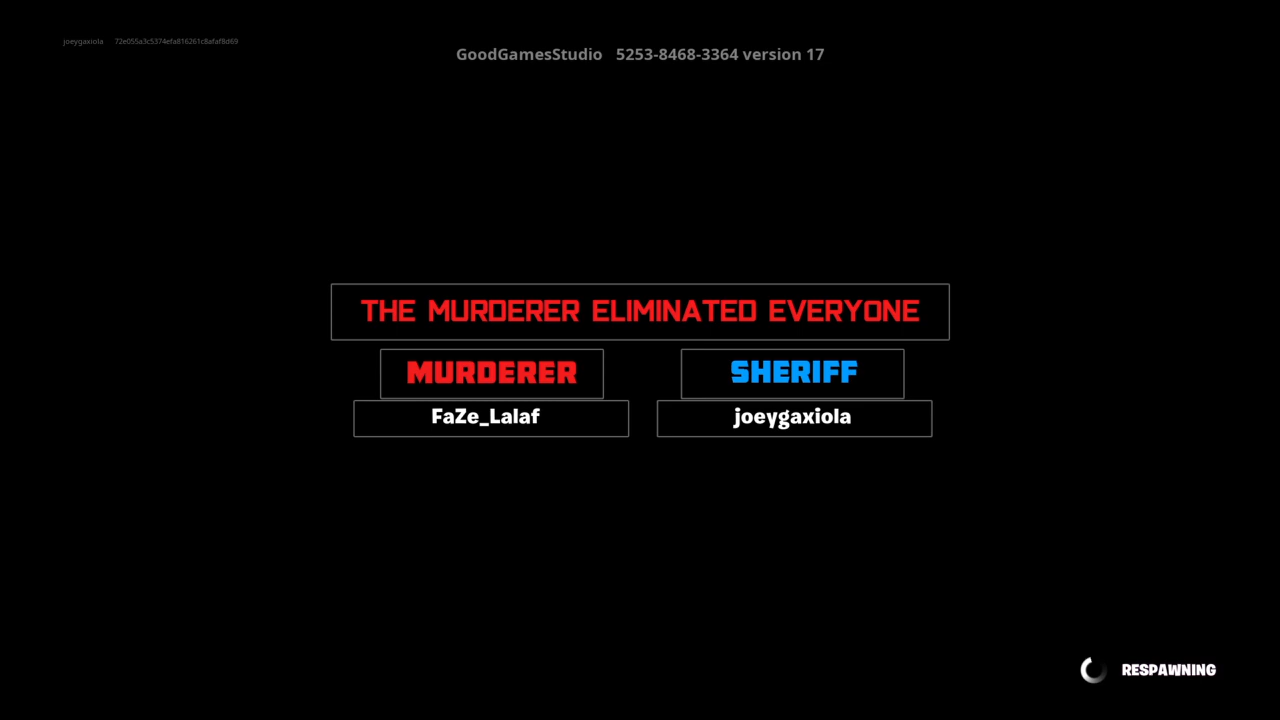 joeygaxiola 72e055a3c5374efa816261c8afaf8d69
GoodGamesStudio 5253-8468-3364 version 17
THE MURDERER ELIMINATED EVERYONE
MURDERER SHERIFF
FaZe_Lalaf joeygaxiola
RESPAWNING